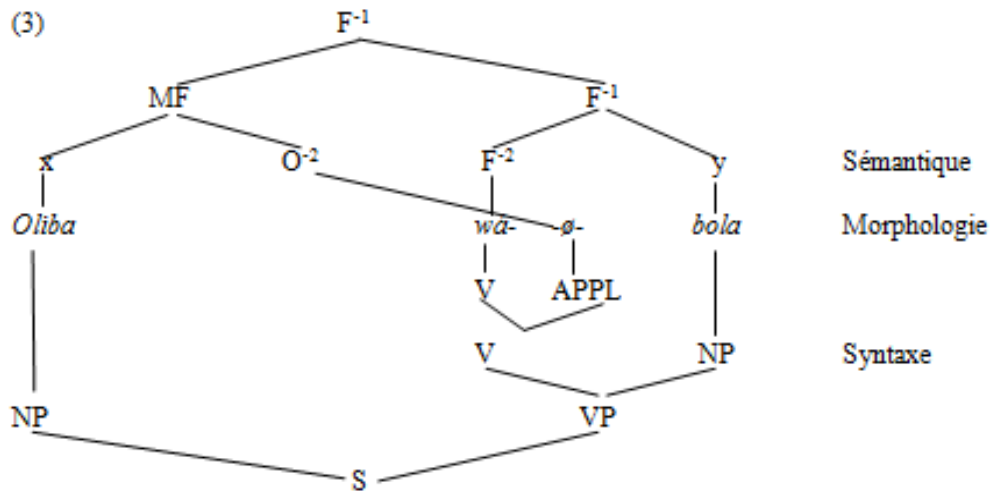 (3) F⁻¹
MF F⁻¹
x O⁻² F⁻² y Sémantique
Oliba wa- -ø- bola Morphologie
V APPL
V NP Syntaxe
NP VP
S